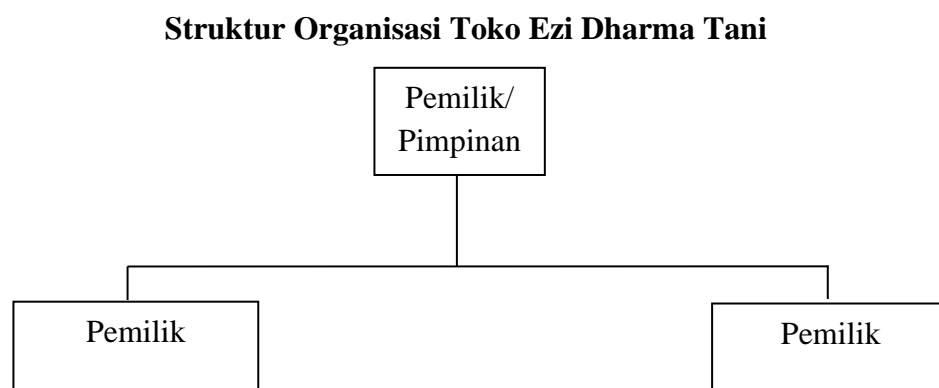 Struktur Organisasi Toko Ezi Dharma Tani
Pemilik/
Pimpinan
Pemilik
Pemilik